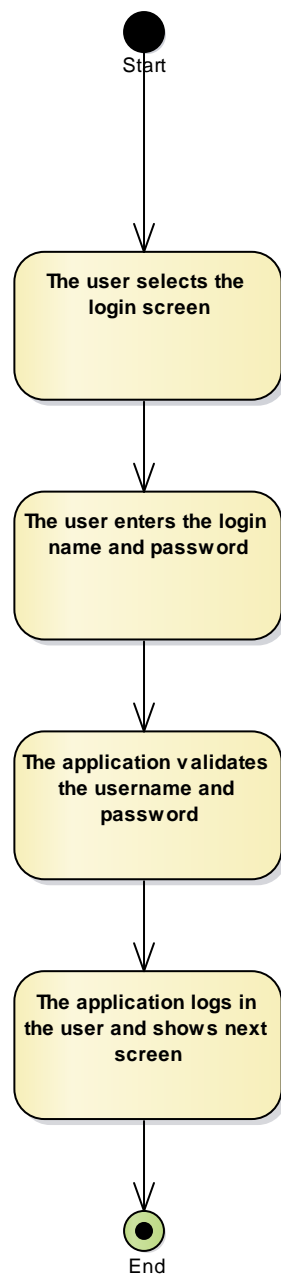 Start
The user selects the
login screen
The user enters the login
name and password
The application validates
the username and
password
The application logs in
the user and shows next
screen
End